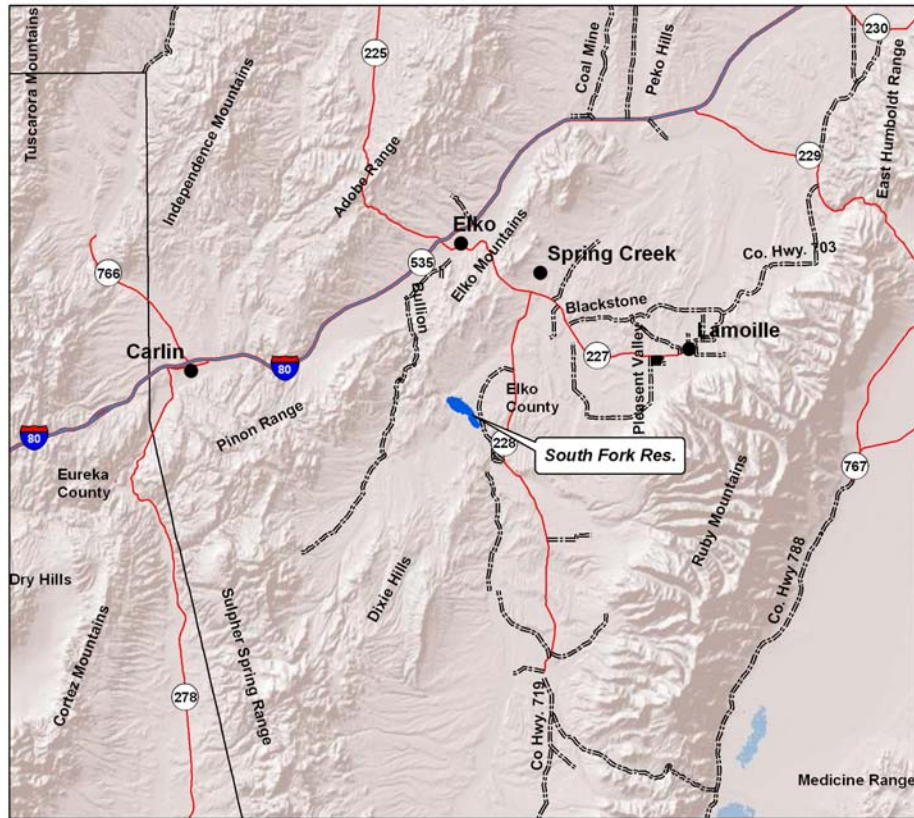 Tuscarora Mountains
Independence Mountains
225
Adobe Range
Coal Mine
Peko Hills
230
East Humboldt Range
229
766
Elko
535
Elko Mountains
Bullion
Spring Creek
Co. Hwy. 703
Blackstone
Lamoille
Pleasent Valley
227
Carlin
80
80
Pinon Range
Elko
County
South Fork Res.
228
Eureka
County
767
Ruby Mountains
Co. Hwy 788
Dry Hills
Cortez Mountains
Sulpher Spring Range
Dixie Hills
278
Co Hwy. 719
Medicine Range